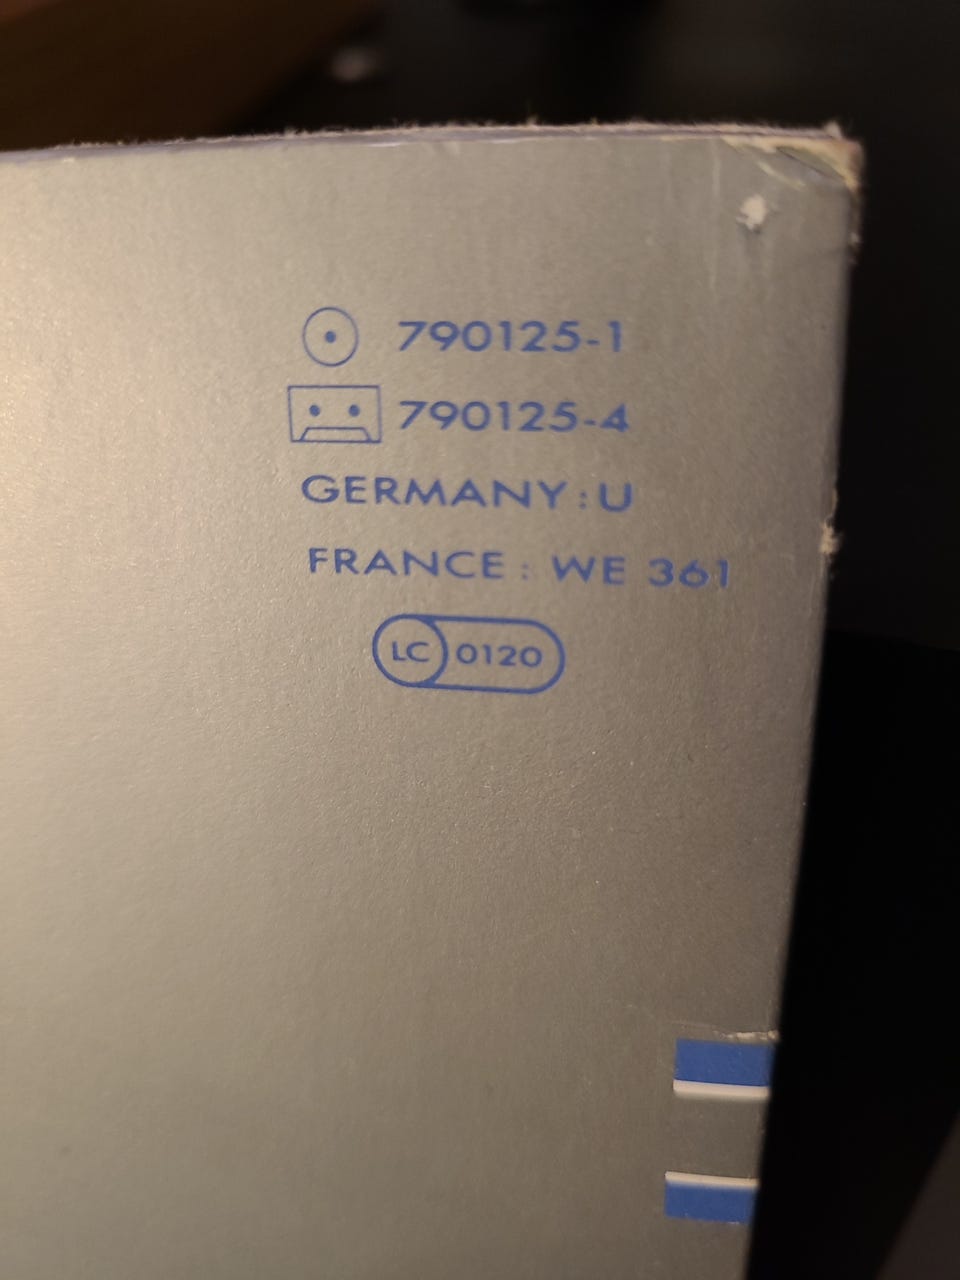 790125-1
790125-4
GERMANY: U
FRANCE: WE 361
LC 0120